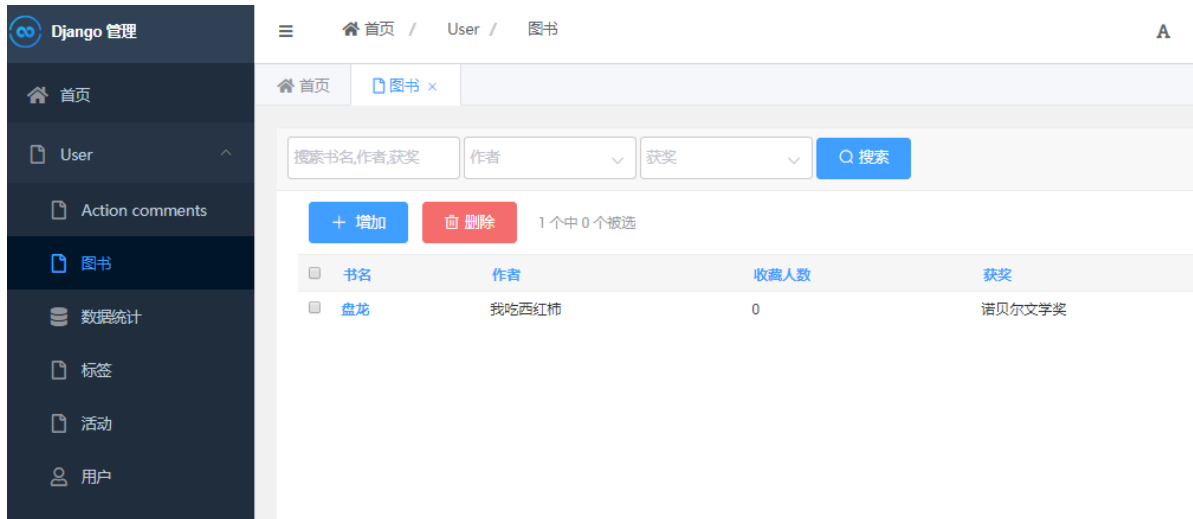 Django 管理
首页 / User / 图书
A
首页
图书 ×
首页
User
Action comments
图书
数据统计
标签
活动
用户
搜索书名,作者,获奖 作者 获奖 搜索
+ 增加 删除 1 个中 0 个被选
书名 作者 收藏人数 获奖
盘龙 我吃西红柿 0 诺贝尔文学奖